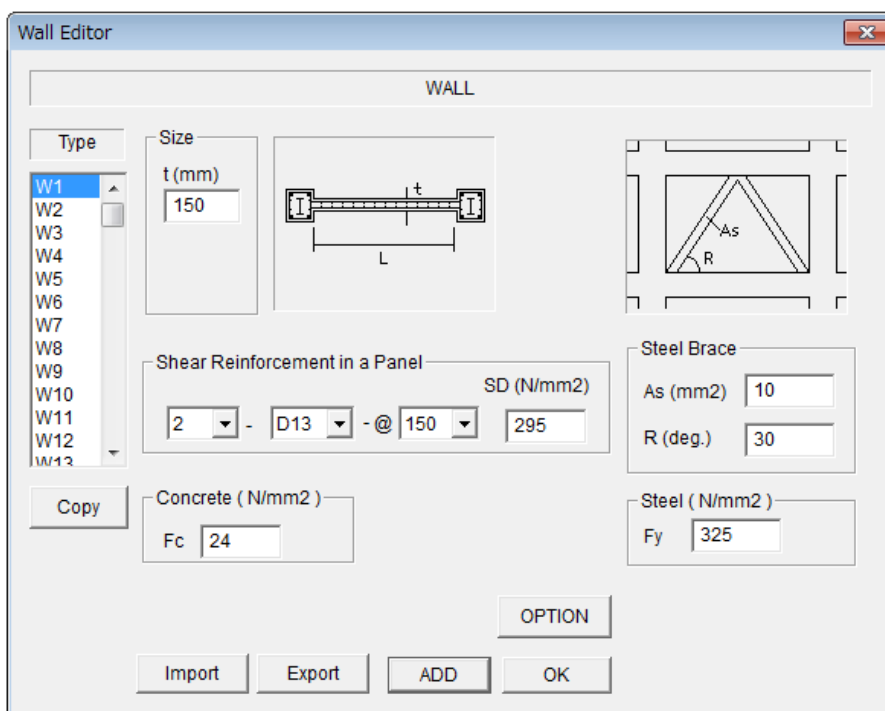 Wall Editor
WALL
Type
W1
W2
W3
W4
W5
W6
W7
W8
W9
W10
W11
W12
W13
Copy
Size
t (mm)
150
t
L
As
R
Shear Reinforcement in a Panel
SD (N/mm2)
2 - D13 - @ 150 295
Steel Brace
As (mm2) 10
R (deg.) 30
Concrete ( N/mm2 )
Fc 24
Steel ( N/mm2 )
Fy 325
OPTION
Import Export ADD OK